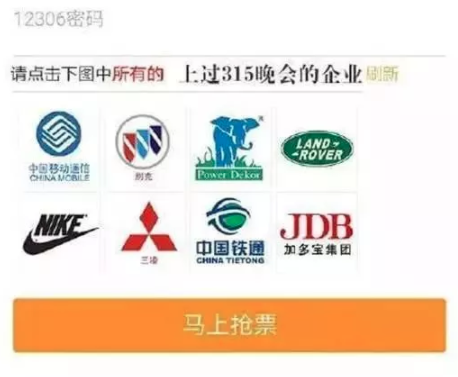 12306密码
请点击下图中所有的 上过315晚会的企业 刷新
中国移动通信 别克 Power Dekor ® LAND ROVER
CHINA MOBILE
NIKE 三菱 中国铁通 JDB
CHINA TIETONG 加多宝集团
马上抢票